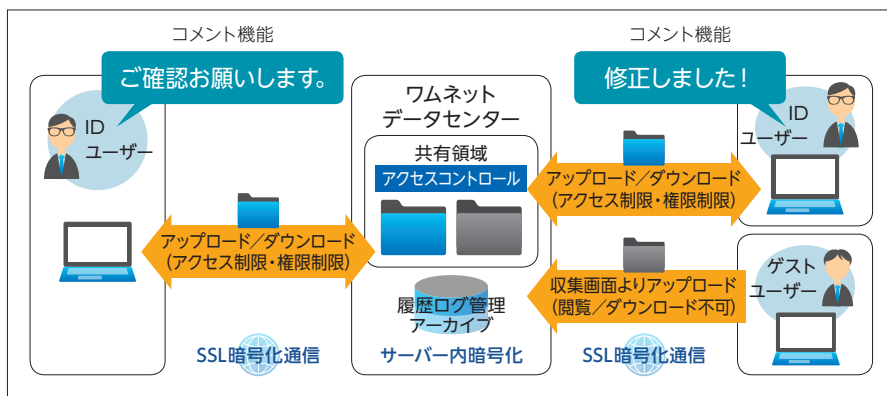 コメント機能
コメント機能
ご確認お願いします。
修正しました!
ID
ユーザー
ワムネット
データセンター
共有領域
アクセスコントロール
ID
ユーザー
アップロード/ダウンロード
(アクセス制限・権限制限)
アップロード/ダウンロード
(アクセス制限・権限制限)
収集画面よりアップロード
(閲覧/ダウンロード不可)
ゲスト
ユーザー
履歴ログ管理
アーカイブ
SSL暗号化通信
サーバー内暗号化
SSL暗号化通信